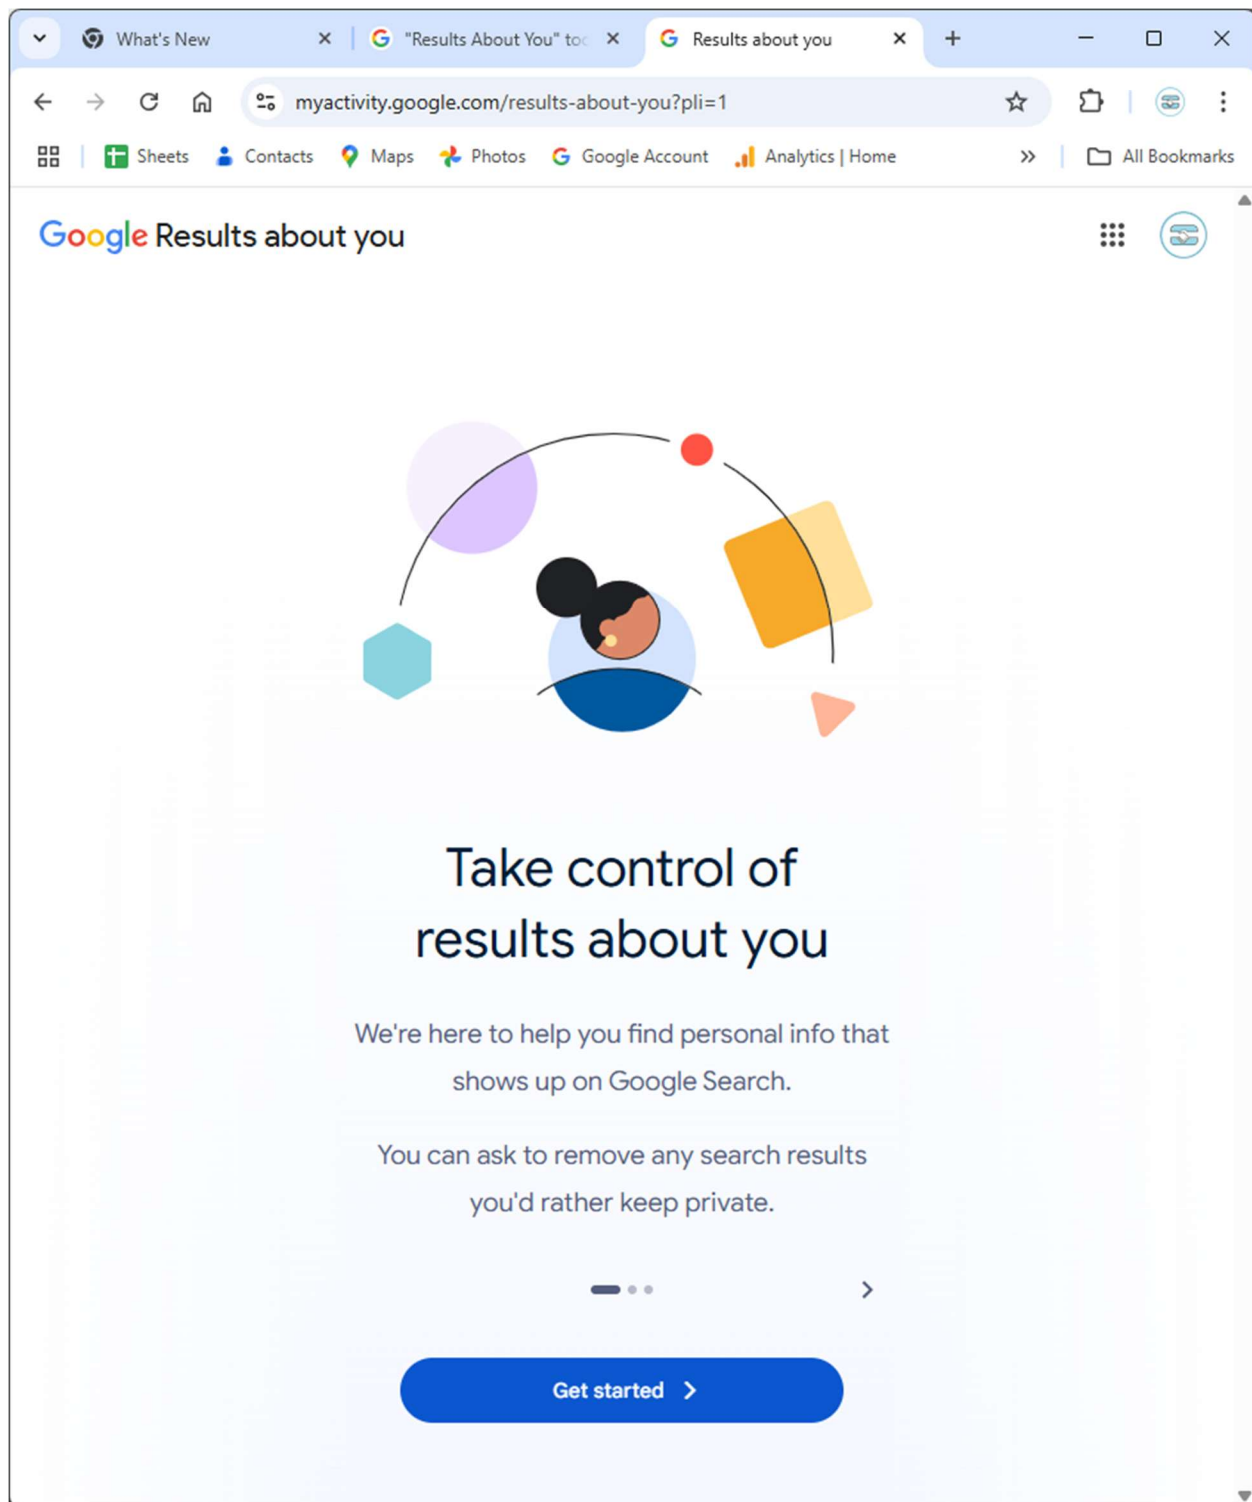 What's New
"Results About You" too
Results about you
myactivity.google.com/results-about-you?pli=1
Sheets
Contacts
Maps
Photos
Google Account
Analytics | Home
All Bookmarks
Google Results about you
Take control of
results about you
We're here to help you find personal info that
shows up on Google Search.
You can ask to remove any search results
you'd rather keep private.
Get started